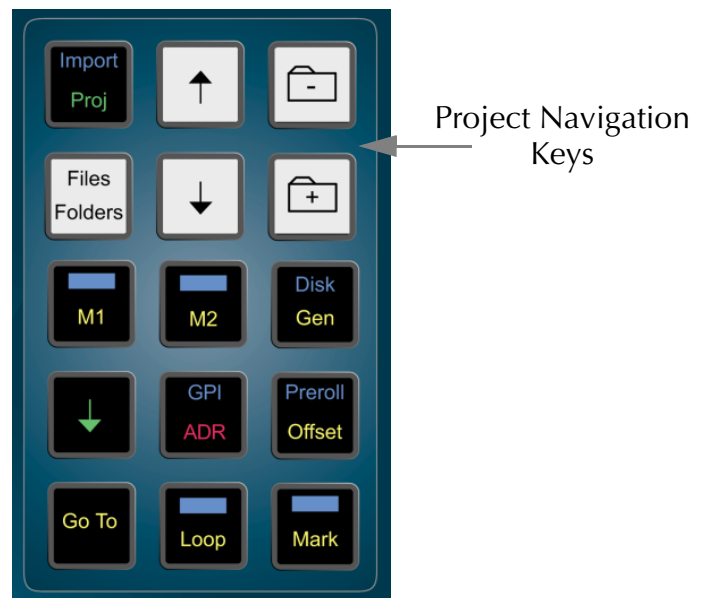 Import
Proj
Project Navigation
Keys
Files
Folders
M1
M2
Disk
Gen
GPI
ADR
Preroll
Offset
Go To
Loop
Mark